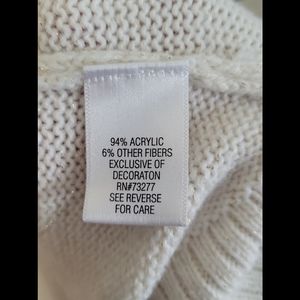 94% ACRYLIC
6% OTHER FIBERS
EXCLUSIVE OF
DECORATON
RN#73277
SEE REVERSE
FOR CARE